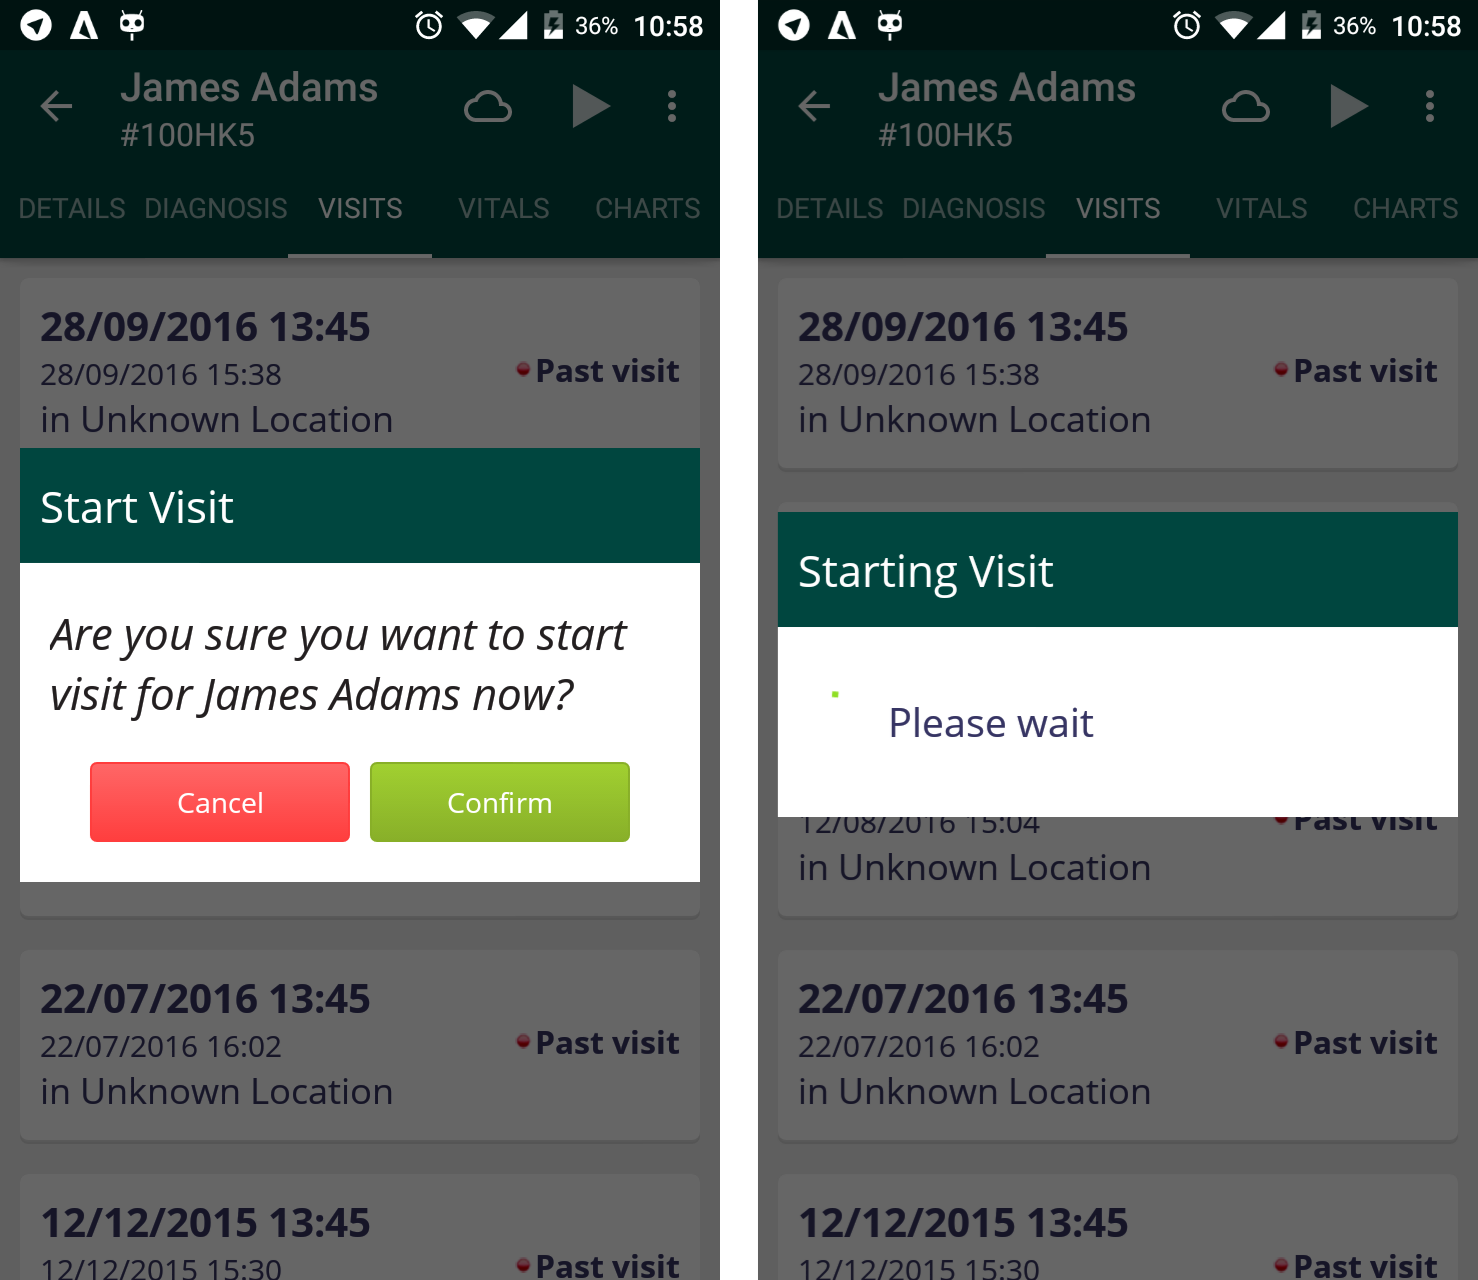 36% 10:58
James Adams
#100HK5
DETAILS DIAGNOSIS VISITS VITALS CHARTS
28/09/2016 13:45
28/09/2016 15:38
Past visit
in Unknown Location
Start Visit
Are you sure you want to start
visit for James Adams now?
Cancel Confirm
22/07/2016 13:45
22/07/2016 16:02
Past visit
in Unknown Location
12/12/2015 13:45
12/12/2015 15:30
Past visit
36% 10:58
James Adams
#100HK5
DETAILS DIAGNOSIS VISITS VITALS CHARTS
28/09/2016 13:45
28/09/2016 15:38
Past visit
in Unknown Location
Starting Visit
Please wait
12/08/2016 15:04
Past visit
in Unknown Location
22/07/2016 13:45
22/07/2016 16:02
Past visit
in Unknown Location
12/12/2015 13:45
12/12/2015 15:30
Past visit